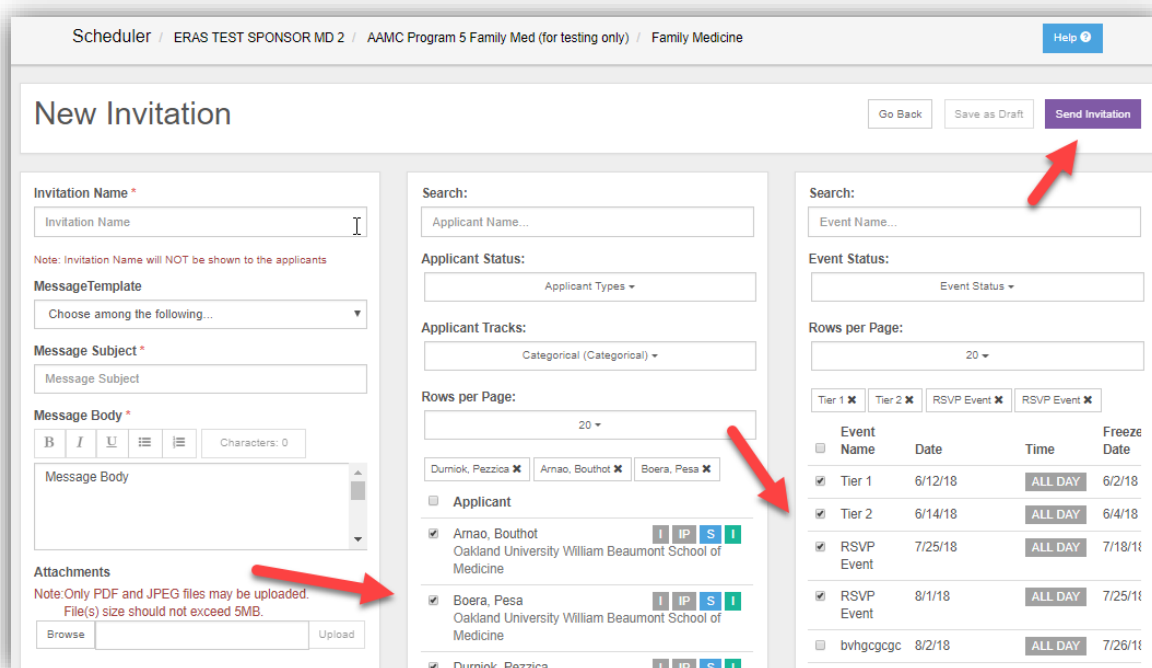 Scheduler / ERAS TEST SPONSOR MD 2 / AAMC Program 5 Family Med (for testing only) / Family Medicine
Help
New Invitation
Go Back
Save as Draft
Send Invitation
Invitation Name *
Invitation Name
Note: Invitation Name will NOT be shown to the applicants
MessageTemplate
Choose among the following...
Message Subject *
Message Subject
Message Body *
B I U
Characters: 0
Message Body
Attachments
Note:Only PDF and JPEG files may be uploaded.
File(s) size should not exceed 5MB.
Browse
Upload
Search:
Applicant Name...
Applicant Status:
Applicant Types
Applicant Tracks:
Categorical (Categorical)
Rows per Page:
20
Durniok, Pezzica ✖ Arnao, Bouthot ✖ Boera, Pesa ✖
Applicant
Arnao, Bouthot I IP S I
Oakland University William Beaumont School of
Medicine
Boera, Pesa I IP S I
Oakland University William Beaumont School of
Medicine
Durniok, Pezzica I IP S I
Search:
Event Name...
Event Status:
Event Status
Rows per Page:
20
Tier 1 ✖ Tier 2 ✖ RSVP Event ✖ RSVP Event ✖
Event Name Date Time Freeze Date
Tier 1 6/12/18 ALL DAY 6/2/18
Tier 2 6/14/18 ALL DAY 6/4/18
RSVP Event 7/25/18 ALL DAY 7/18/18
RSVP Event 8/1/18 ALL DAY 7/25/18
bvhgcgcgc 8/2/18 ALL DAY 7/26/18